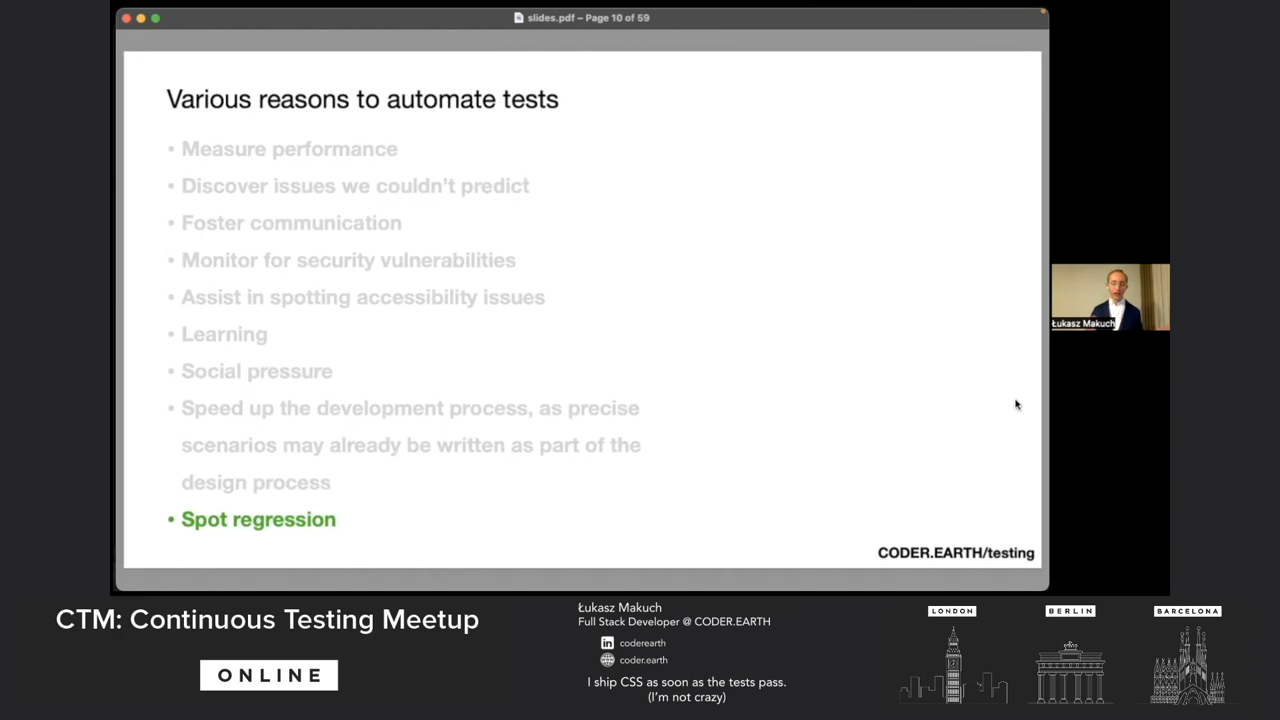 slides.pdf – Page 10 of 59
Various reasons to automate tests
• Measure performance
• Discover issues we couldn't predict
• Foster communication
• Monitor for security vulnerabilities
• Assist in spotting accessibility issues
• Learning
• Social pressure
• Speed up the development process, as precise
scenarios may already be written as part of the
design process
• Spot regression
CODER.EARTH/testing
Łukasz Makuch
CTM: Continuous Testing Meetup
ONLINE
Łukasz Makuch
Full Stack Developer @ CODER.EARTH
in coderearth
coder.earth
I ship CSS as soon as the tests pass.
(I'm not crazy)
LONDON
BERLIN
BARCELONA